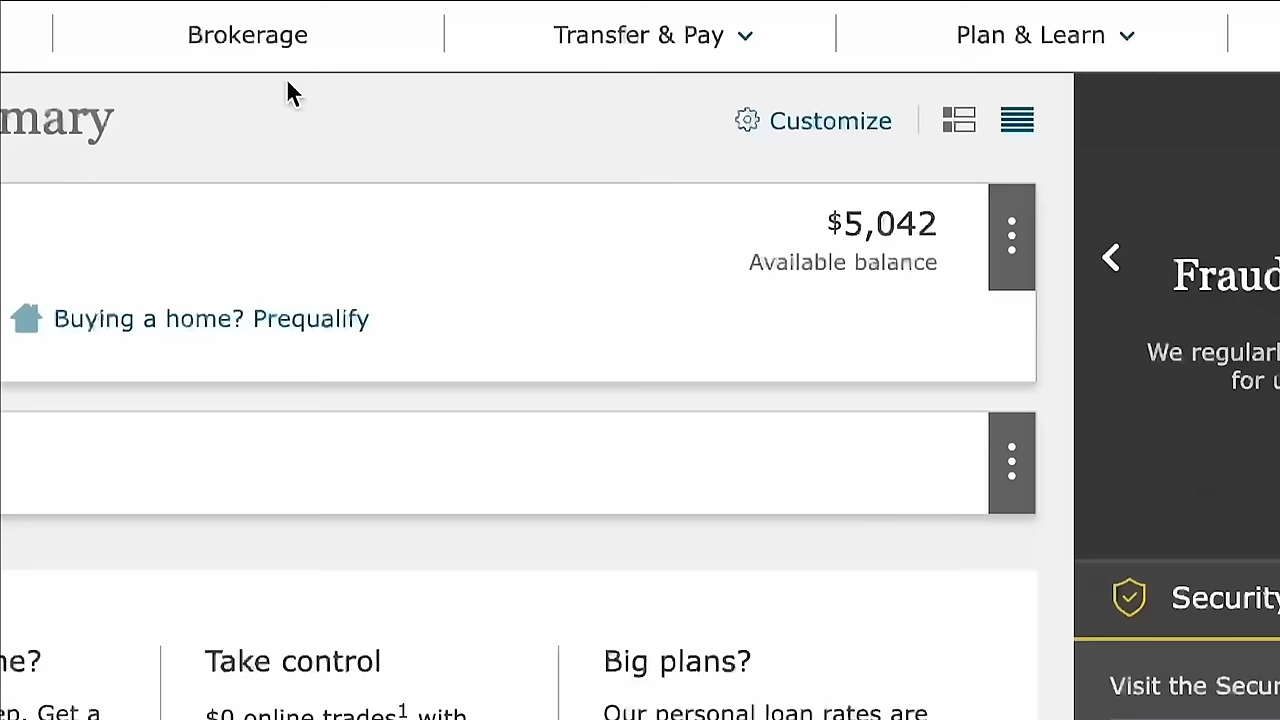 Brokerage
Transfer & Pay
Plan & Learn
mary
Customize
$5,042
Available balance
Buying a home? Prequalify
Fraud
We regularl
for u
Security
Visit the Secur
ne?
Take control
Big plans?
ep. Get a
$0 online trades1 with
Our personal loan rates are